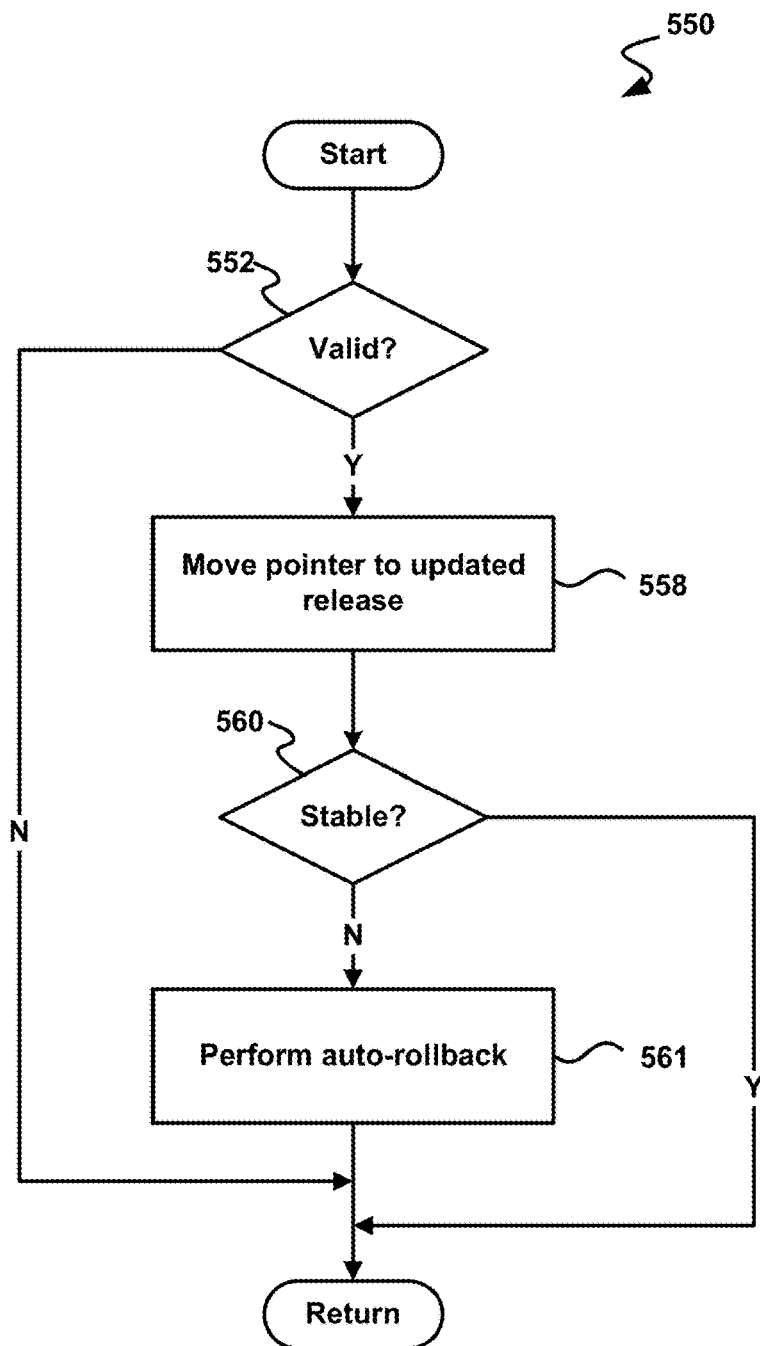 550
Start
552
Valid?
Y
Move pointer to updated
release
558
560
Stable?
N
N
Perform auto-rollback
561
Y
Return